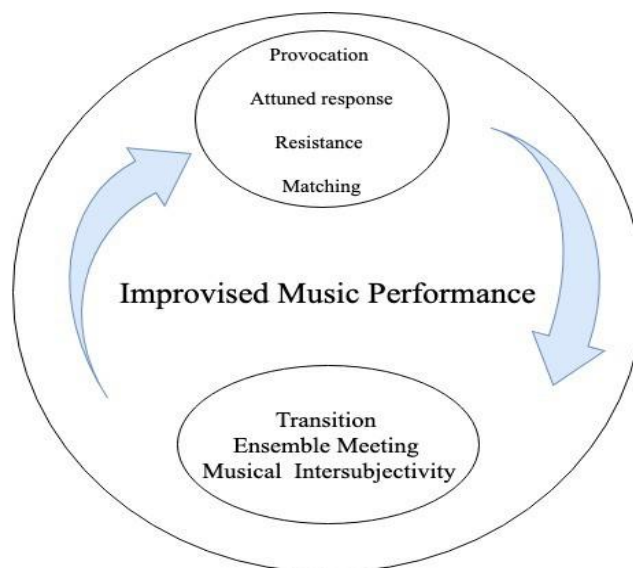 Provocation
Attuned response
Resistance
Matching
Improvised Music Performance
Transition
Ensemble Meeting
Musical Intersubjectivity